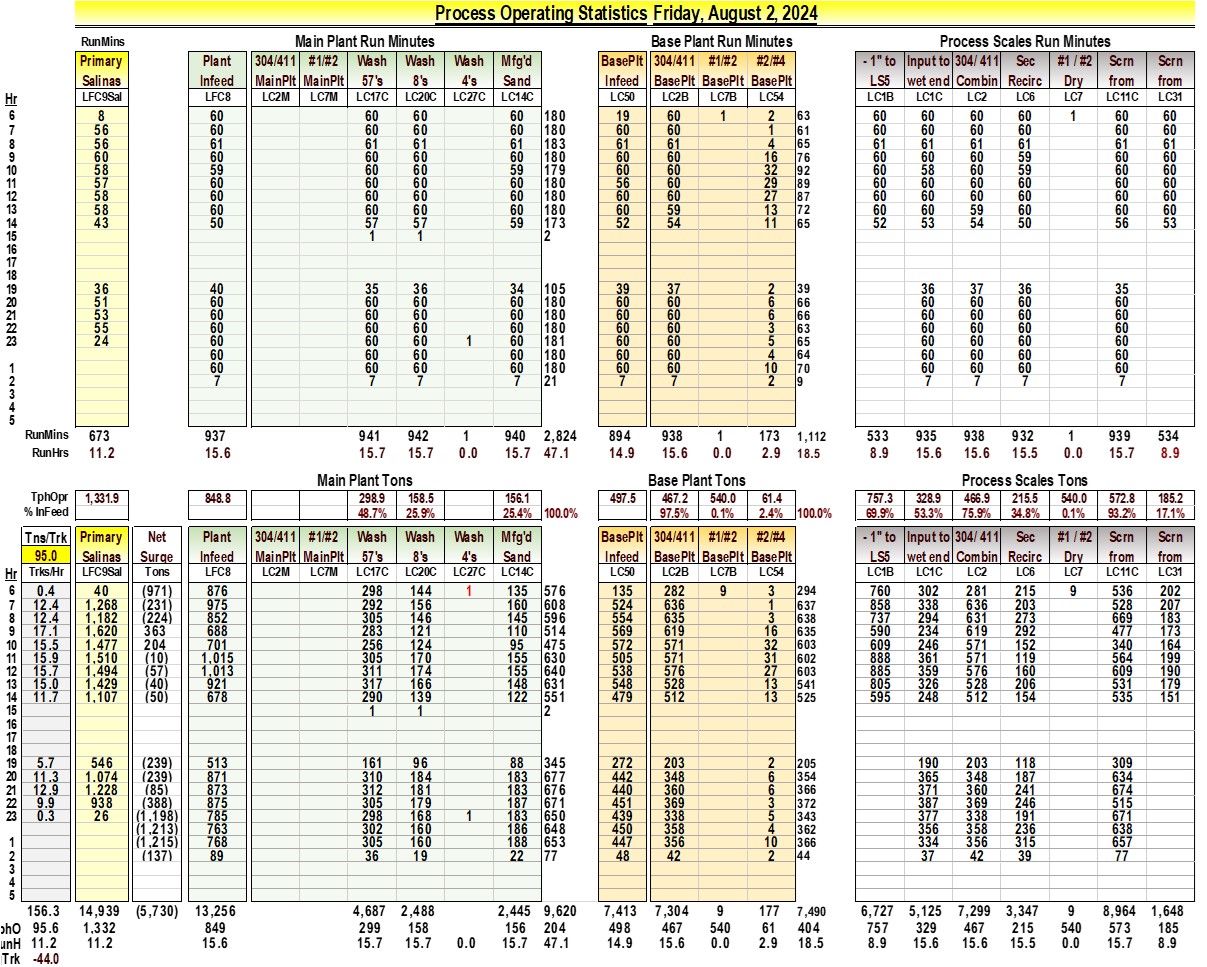 Process Operating Statistics Friday, August 2, 2024
RunMins Main Plant Run Minutes Base Plant Run Minutes Process Scales Run Minutes
Primary Plant 304/411 #1/#2 Wash Wash Wash Mfg'd BasePlt 304/411 #1/#2 #2/#4 - 1" to Input to 304/ 411 Sec #1 / #2 Scrn Scrn
Salinas Infeed MainPlt MainPlt 57's 8's 4's Sand Infeed BasePlt BasePlt BasePlt LS5 wet end Combin Recirc Dry from from
Hr LFC9Sal LFC8 LC2M LC7M LC17C LC20C LC27C LC14C LC50 LC2B LC7B LC54 LC1B LC1C LC2 LC6 LC7 LC11C LC31
6 8 60 60 60 60 180 19 60 1 2 63 60 60 60 60 1 60 60
7 56 60 60 60 60 180 60 60 1 61 60 60 60 60 60 60
8 56 61 61 61 61 183 61 61 4 65 61 61 61 61 61 61
9 60 60 60 60 60 180 60 60 16 76 60 60 60 59 60 60
10 58 59 60 60 59 179 60 60 32 92 60 58 60 59 60 60
11 57 60 60 60 60 180 56 60 29 89 60 60 60 60 60 60
12 58 60 60 60 60 180 60 60 27 87 60 60 60 60 60 60
13 58 60 60 60 60 180 60 59 13 72 60 60 59 60 60 60
14 43 50 57 57 59 173 52 54 11 65 52 53 54 50 56 53
15 1 1 2
16
17
18
19 36 40 35 36 34 105 39 37 2 39 36 37 36 35
20 51 60 60 60 60 180 60 60 6 66 60 60 60 60
21 53 60 60 60 60 180 60 60 6 66 60 60 60 60
22 55 60 60 60 60 180 60 60 3 63 60 60 60 60
23 24 60 60 60 1 60 181 60 60 5 65 60 60 60 60
60 60 60 60 180 60 60 4 64 60 60 60 60
1 60 60 60 60 180 60 60 10 70 60 60 60 60
2 7 7 7 7 21 7 7 2 9 7 7 7 7
3
4
5
RunMins 673 937 941 942 1 940 2,824 894 938 1 173 1,112 533 935 938 932 1 939 534
RunHrs 11.2 15.6 15.7 15.7 0.0 15.7 47.1 14.9 15.6 0.0 2.9 18.5 8.9 15.6 15.6 15.5 0.0 15.7 8.9
Main Plant Tons Base Plant Tons Process Scales Tons
TphOpr 1,331.9 848.8 298.9 158.5 156.1 497.5 467.2 540.0 61.4 757.3 328.9 466.9 215.5 540.0 572.8 185.2
% InFeed 48.7% 25.9% 25.4% 100.0% 97.5% 0.1% 2.4% 100.0% 69.9% 53.3% 75.9% 34.8% 0.1% 93.2% 17.1%
Tns/Trk Primary Net Plant 304/411 #1/#2 Wash Wash Wash Mfg'd BasePlt 304/411 #1/#2 #2/#4 - 1" to Input to 304/ 411 Sec #1 / #2 Scrn Scrn
95.0 Salinas Surge Infeed MainPlt MainPlt 57's 8's 4's Sand Infeed BasePlt BasePlt BasePlt LS5 wet end Combin Recirc Dry from from
Hr Trks/Hr LFC9Sal Tons LFC8 LC2M LC7M LC17C LC20C LC27C LC14C LC50 LC2B LC7B LC54 LC1B LC1C LC2 LC6 LC7 LC11C LC31
6 0.4 40 (971) 876 298 144 1 135 576 135 282 9 3 294 760 302 281 215 9 536 202
7 12.4 1,268 (231) 975 292 156 160 608 524 636 1 637 858 338 636 203 528 207
8 12.4 1,182 (224) 852 305 146 145 596 554 635 3 638 737 294 631 273 669 183
9 17.1 1,620 363 688 283 121 110 514 569 619 16 635 590 234 619 292 477 173
10 15.5 1,477 204 701 256 124 95 475 572 571 32 603 609 246 571 152 340 164
11 15.9 1,510 (10) 1,015 305 170 155 630 505 571 31 602 888 361 571 119 564 199
12 15.7 1,494 (57) 1,013 311 174 155 640 538 576 27 603 885 359 576 160 609 190
13 15.0 1,429 (40) 921 317 166 148 631 548 528 13 541 805 326 528 206 531 179
14 11.7 1,107 (50) 678 290 139 122 551 479 512 13 525 595 248 512 154 535 151
15 1 1 2
16
17
18
19 5.7 546 (239) 513 161 96 88 345 272 203 2 205 190 203 118 309
20 11.3 1,074 (239) 871 310 184 183 677 442 348 6 354 365 348 187 634
21 12.9 1,228 (85) 873 312 181 183 676 440 360 6 366 371 360 241 674
22 9.9 938 (388) 875 305 179 187 671 451 369 3 372 387 369 246 515
23 0.3 26 (1,198) 785 298 168 1 183 650 439 338 5 343 377 338 191 671
(1,213) 763 302 160 186 648 450 358 4 362 356 358 236 638
1 (1,215) 768 305 160 188 653 447 356 10 366 334 356 315 657
2 (137) 89 36 19 22 77 48 42 2 44 37 42 39 77
3
4
5
156.3 14,939 (5,730) 13,256 4,687 2,488 2,445 9,620 7,413 7,304 9 177 7,490 6,727 5,125 7,299 3,347 9 8,964 1,648
phO 95.6 1,332 849 299 158 156 204 498 467 540 61 404 757 329 467 215 540 573 185
unH 11.2 11.2 15.6 15.7 15.7 0.0 15.7 47.1 14.9 15.6 0.0 2.9 18.5 8.9 15.6 15.6 15.5 0.0 15.7 8.9
Trk -44.0